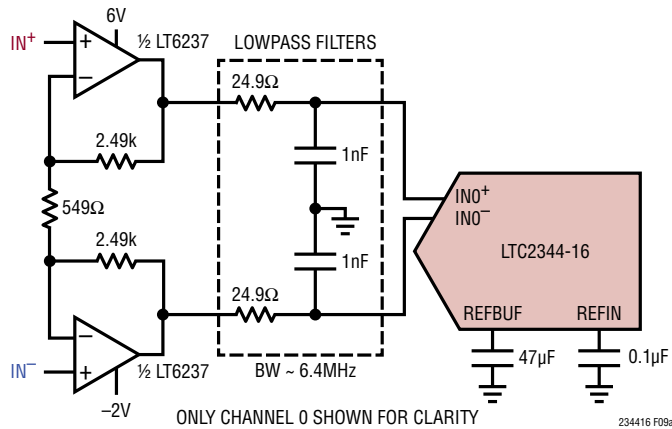 6V
IN+
+
½ LT6237
LOWPASS FILTERS
–
24.9Ω
2.49k
1nF
549Ω
IN0+
IN0–
2.49k
LTC2344-16
1nF
24.9Ω
REFBUF
REFIN
–
+
IN–
½ LT6237
BW ~ 6.4MHz
47µF
0.1µF
–2V
ONLY CHANNEL 0 SHOWN FOR CLARITY
234416 F09a